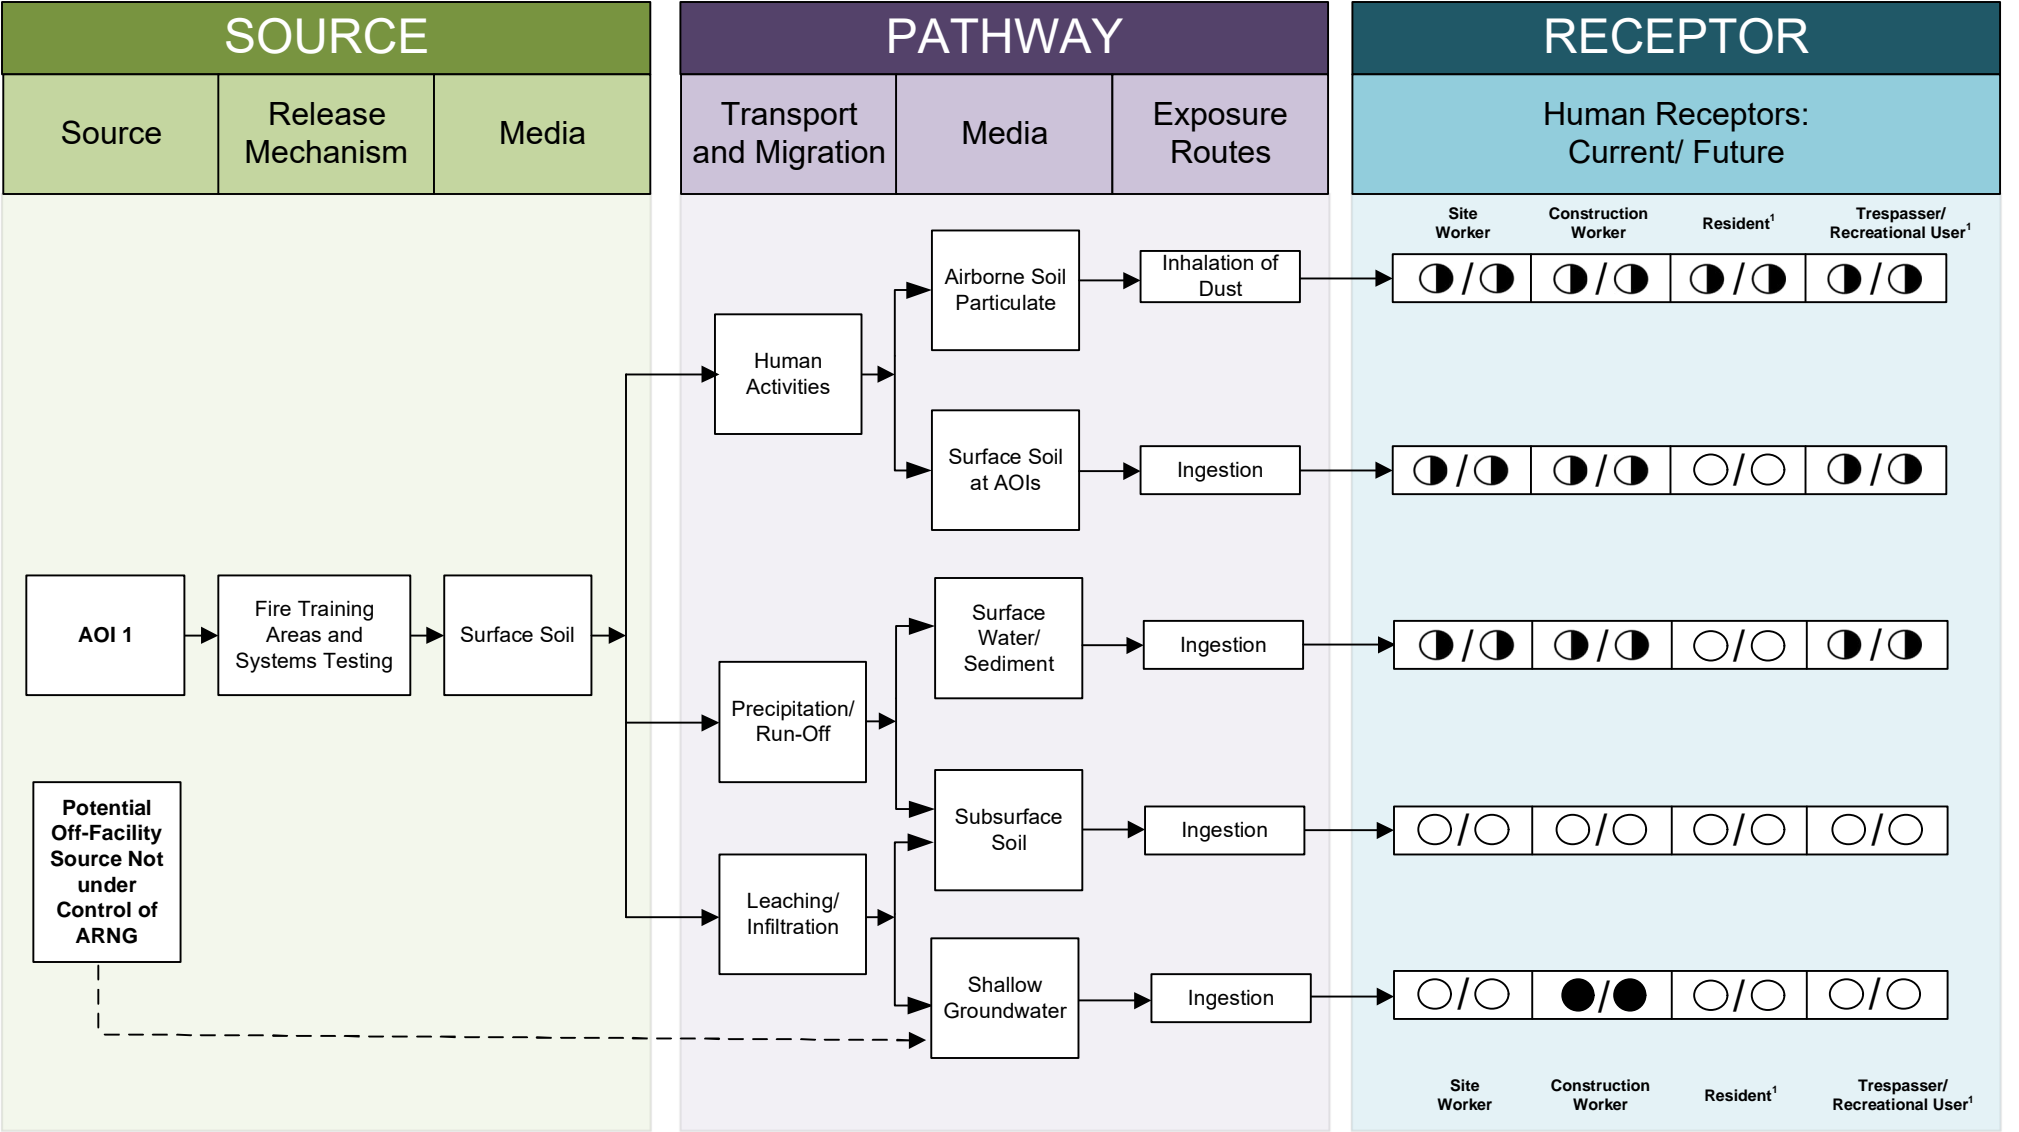 SOURCE
PATHWAY
RECEPTOR
Source
Release
Mechanism
Media
Transport
and Migration
Media
Exposure
Routes
Human Receptors:
Current/ Future
Site
Worker
Construction
Worker
Resident¹
Trespasser/
Recreational User¹
Airborne Soil
Particulate
Inhalation of
Dust
/
/
/
/
Human
Activities
Surface Soil
at AOIs
Ingestion
/
/
/
/
AOI 1
Fire Training
Areas and
Systems Testing
Surface Soil
Surface
Water/
Sediment
Ingestion
/
/
/
/
Precipitation/
Run-Off
Potential
Off-Facility
Source Not
under
Control of
ARNG
Subsurface
Soil
Ingestion
/
/
/
/
Leaching/
Infiltration
Shallow
Groundwater
Ingestion
/
/
/
/
Site
Worker
Construction
Worker
Resident¹
Trespasser/
Recreational User¹